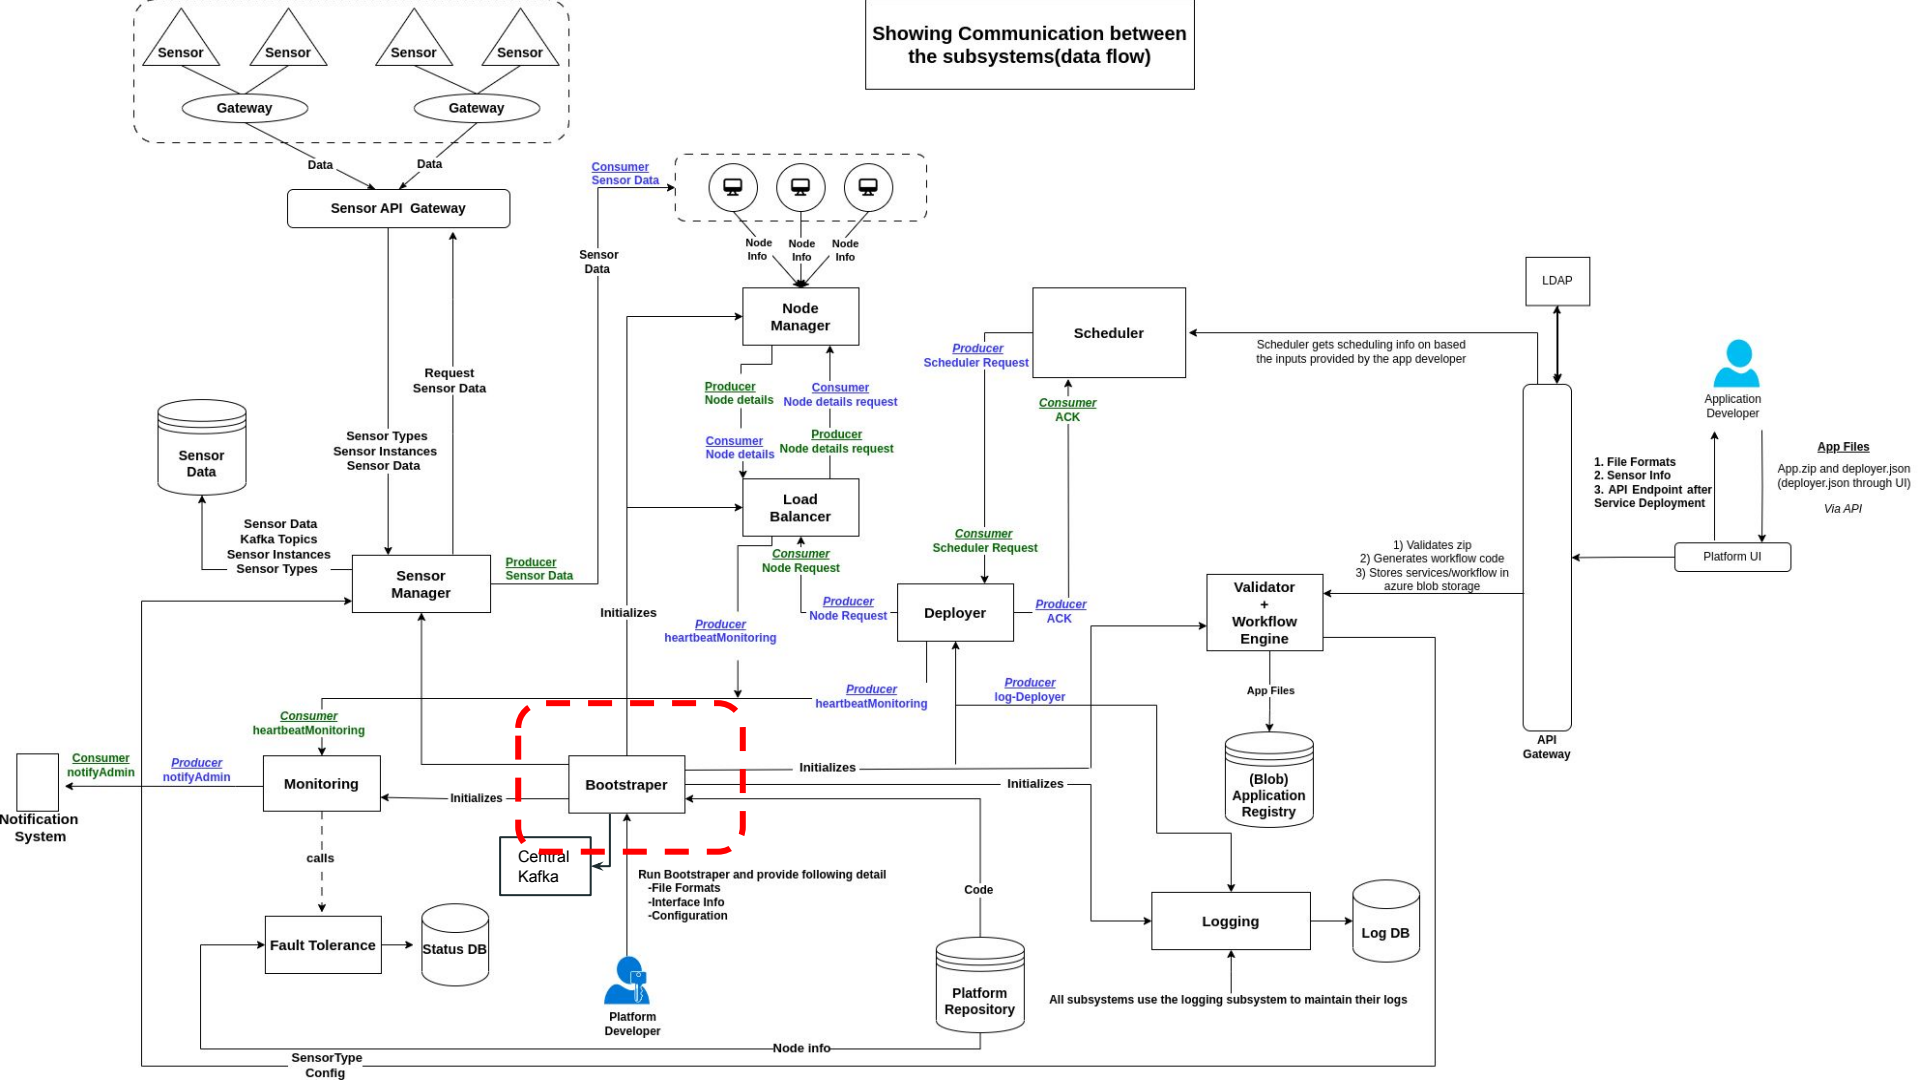 Showing Communication between
the subsystems(data flow)
Sensor
Sensor
Sensor
Sensor
Gateway
Gateway
Data
Data
Sensor API Gateway
Consumer
Sensor Data
Sensor
Data
Node
Info
Node
Info
Node
Info
Node
Manager
Scheduler
LDAP
Scheduler gets scheduling info on based
the inputs provided by the app developer
Producer
Scheduler Request
Application
Developer
Request
Sensor Data
Producer
Node details
Consumer
Node details request
Consumer
ACK
Sensor Types
Sensor Instances
Sensor Data
Consumer
Node details
Producer
Node details request
App Files
App.zip and deployer.json
(deployer.json through UI)
Via API
1. File Formats
2. Sensor Info
3. API Endpoint after
Service Deployment
Sensor
Data
Load
Balancer
Sensor Data
Kafka Topics
Sensor Instances
Sensor Types
Sensor
Manager
Producer
Sensor Data
Consumer
Node Request
Consumer
Scheduler Request
1) Validates zip
2) Generates workflow code
3) Stores services/workflow in
azure blob storage
Platform UI
Initializes
Producer
Node Request
Deployer
Producer
ACK
Validator
+
Workflow
Engine
Producer
heartbeatMonitoring
Producer
heartbeatMonitoring
Producer
log-Deployer
App Files
Consumer
heartbeatMonitoring
API
Gateway
Consumer
notifyAdmin
Producer
notifyAdmin
Monitoring
Initializes
Bootstraper
Initializes
Initializes
(Blob)
Application
Registry
Notification
System
calls
Central
Kafka
Run Bootstraper and provide following detail
-File Formats
-Interface Info
-Configuration
Code
Fault Tolerance
Status DB
Logging
Log DB
Platform
Repository
All subsystems use the logging subsystem to maintain their logs
Platform
Developer
Node info
SensorType
Config